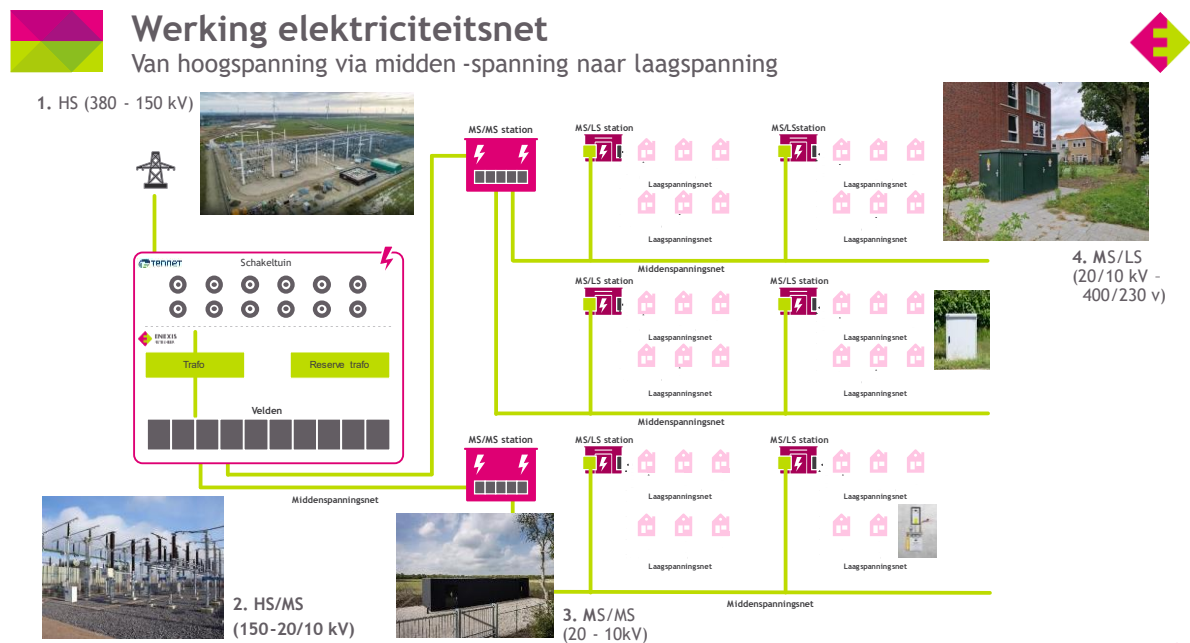 Werking elektriciteitsnet
Van hoogspanning via midden -spanning naar laagspanning
1. HS (380 - 150 kV)
MS/MS station
MS/LS station
MS/LSstation
Laagspanningsnet
Laagspanningsnet
Laagspanningsnet
Laagspanningsnet
Middenspanningsnet
4. MS/LS
(20/10 kV –
400/230 v)
TENNET
Schakeltuin
ENEXIS
NETBEHEER
Trafo
Reserve trafo
Velden
MS/LS station
MS/LS station
Laagspanningsnet
Laagspanningsnet
Laagspanningsnet
Laagspanningsnet
Middenspanningsnet
MS/MS station
MS/LS station
MS/LS station
Laagspanningsnet
Laagspanningsnet
Laagspanningsnet
Laagspanningsnet
Middenspanningsnet
Middenspanningsnet
2. HS/MS
(150-20/10 kV)
3. MS/MS
(20 - 10kV)